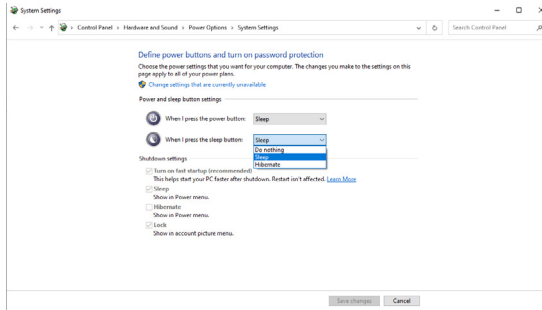 System Settings
Control Panel > Hardware and Sound > Power Options > System Settings
Search Control Panel
Define power buttons and turn on password protection
Choose the power settings that you want for your computer. The changes you make to the settings on this
page apply to all of your power plans.
Change settings that are currently unavailable
Power and sleep button settings
When I press the power button: Sleep
When I press the sleep button: Sleep
Do nothing
Sleep
Hibernate
Shutdown settings
Turn on fast startup (recommended)
This helps start your PC faster after shutdown. Restart isn't affected. Learn More
Sleep
Show in Power menu.
Hibernate
Show in Power menu.
Lock
Show in account picture menu.
Save changes Cancel